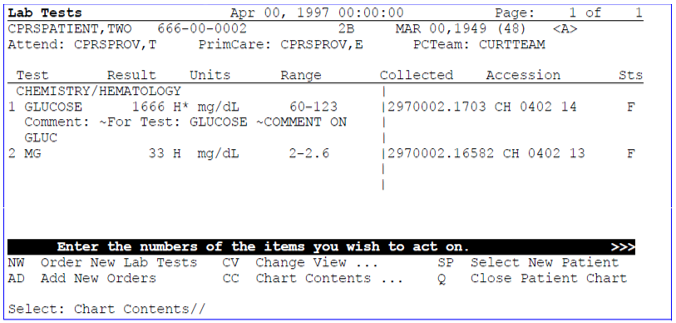 Lab Tests Apr 00, 1997 00:00:00 Page: 1 of 1
CPRSPATIENT,TWO 666-00-0002 2B MAR 00,1949 (48) <A>
Attend: CPRSPROV,T PrimCare: CPRSPROV,E PCTeam: CURTTEAM
Test Result Units Range Collected Accession Sts
CHEMISTRY/HEMATOLOGY |
1 GLUCOSE 1666 H* mg/dL 60-123 |2970002.1703 CH 0402 14 F
Comment: ~For Test: GLUCOSE ~COMMENT ON |
GLUC |
2 MG 33 H mg/dL 2-2.6 |2970002.16582 CH 0402 13 F
|
|
Enter the numbers of the items you wish to act on. >>>
NW Order New Lab Tests CV Change View ... SP Select New Patient
AD Add New Orders CC Chart Contents ... Q Close Patient Chart
Select: Chart Contents//